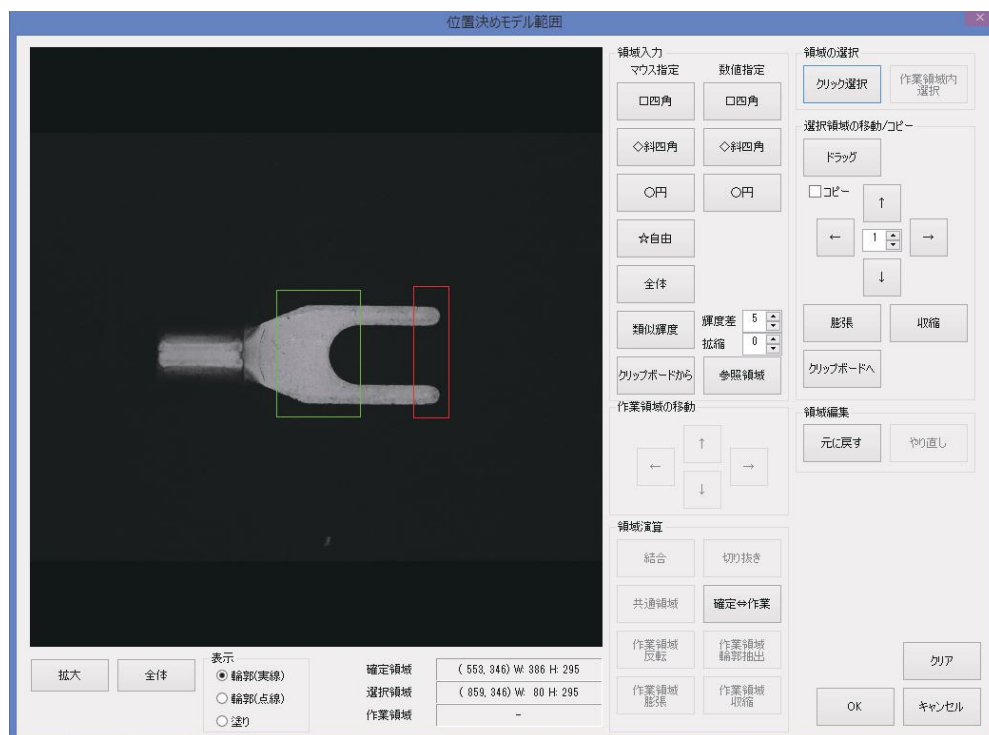 位置決めモデル範囲
領域入力
マウス指定 数値指定
□四角 □四角
◇斜四角 ◇斜四角
○円 ○円
☆自由
全体
類似輝度 輝度差 5
拡縮 0
クリップボードから 参照領域
作業領域の移動
↑
← →
↓
領域演算
結合 切り抜き
共通領域 確定⇔作業
作業領域
反転
作業領域
輪郭抽出
作業領域
膨張
作業領域
収縮
領域の選択
クリック選択
作業領域内
選択
選択領域の移動/コピー
ドラッグ
コピー
↑
← 1 →
↓
膨張 収縮
クリップボードへ
領域編集
元に戻す やり直し
クリア
OK キャンセル
拡大 全体
表示
輪郭(実線)
輪郭(点線)
塗り
確定領域 ( 553, 346) W: 386 H: 295
選択領域 ( 859, 346) W: 80 H: 295
作業領域 -